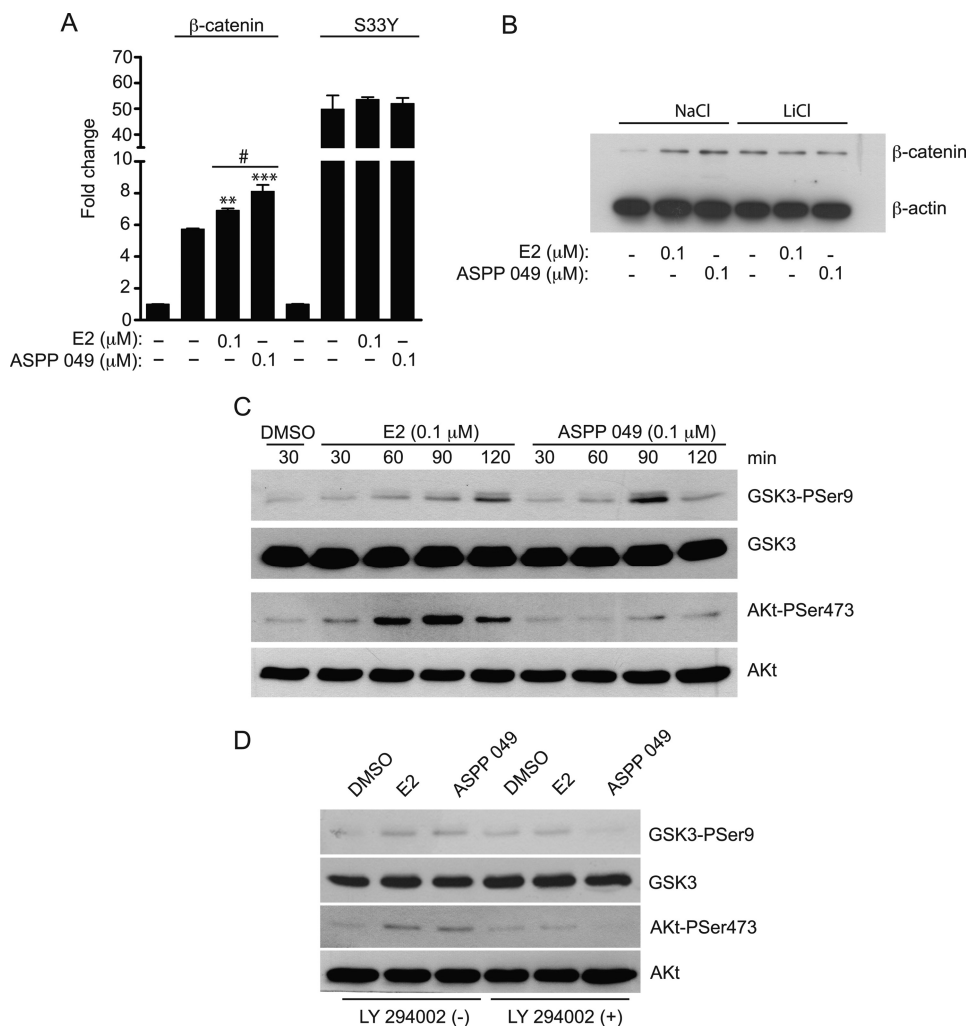 A
β-catenin S33Y
70
60
50
40
10
8
6
4
2
0
Fold change
#
** ***
E2 (μM): – – 0.1 – – – 0.1 –
ASPP 049 (μM): – – – 0.1 – – – 0.1
B
NaCl LiCl
β-catenin
β-actin
E2 (μM): - 0.1 - - 0.1 -
ASPP 049 (μM): - - 0.1 - - 0.1
C
DMSO E2 (0.1 μM) ASPP 049 (0.1 μM)
30 30 60 90 120 30 60 90 120 min
GSK3-PSer9
GSK3
AKt-PSer473
AKt
D
DMSO E2 ASPP 049 DMSO E2 ASPP 049
GSK3-PSer9
GSK3
AKt-PSer473
AKt
LY 294002 (-) LY 294002 (+)